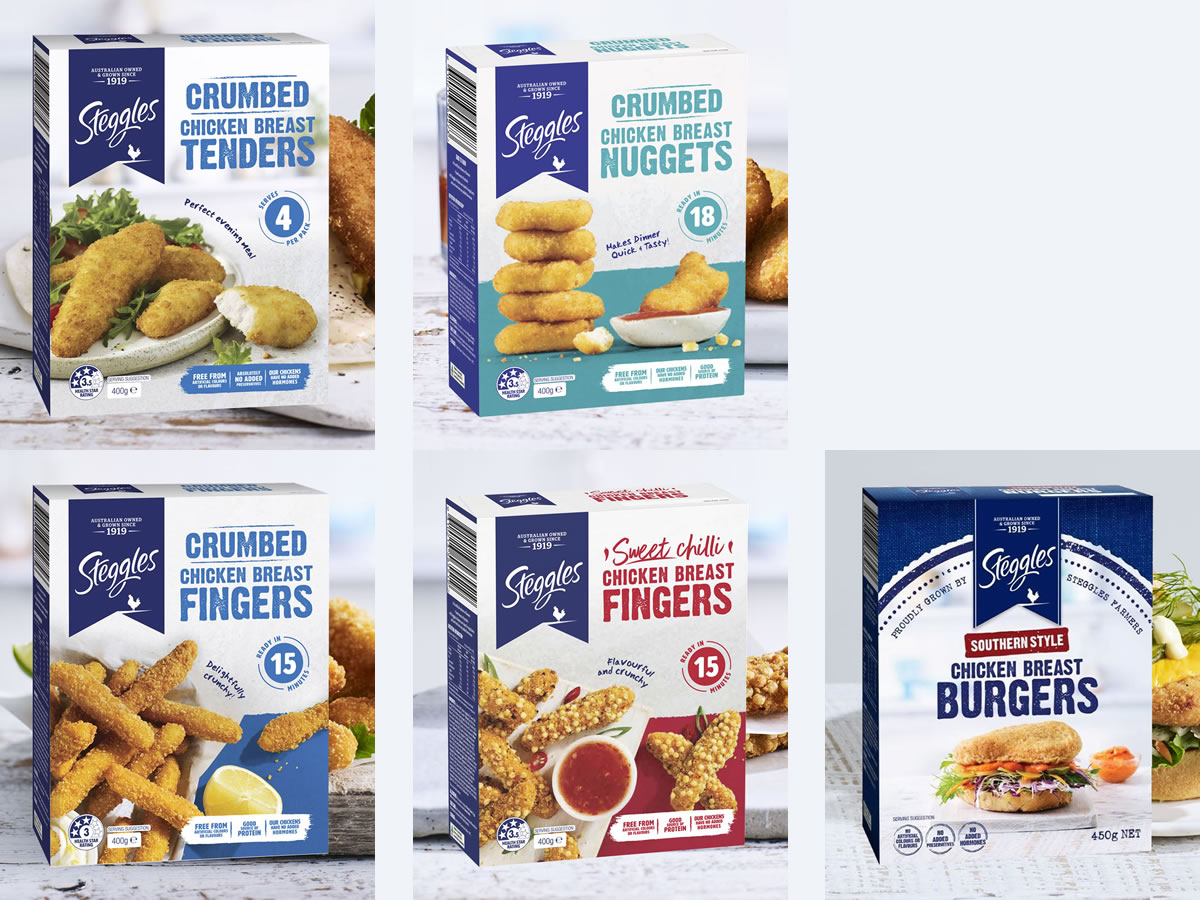 AUSTRALIAN OWNED
& GROWN SINCE
1919
Steggles
CRUMBED
CHICKEN BREAST
TENDERS
SERVES
4
PER PACK
Perfect evening meal
3.5
HEALTH STAR
RATING
SERVING SUGGESTION
400g e
FREE FROM
ARTIFICIAL COLOURS
OR FLAVOURS
ABSOLUTELY
NO ADDED
PRESERVATIVES
OUR CHICKENS
HAVE NO ADDED
HORMONES
Steggles
NUGGETS
AUSTRALIAN OWNED
& GROWN SINCE
1919
Steggles
CRUMBED
CHICKEN BREAST
NUGGETS
READY IN
18
MINUTES
Makes Dinner
Quick & Tasty!
3.5
HEALTH STAR
RATING
SERVING SUGGESTION
400g e
FREE FROM
ARTIFICIAL COLOURS
OR FLAVOURS
OUR CHICKENS
HAVE NO ADDED
HORMONES
GOOD
SOURCE OF
PROTEIN
FINGERS
AUSTRALIAN OWNED
& GROWN SINCE
1919
Steggles
CRUMBED
CHICKEN BREAST
FINGERS
READY IN
15
MINUTES
Delightfully
crunchy!
3
HEALTH STAR
RATING
SERVING SUGGESTION
400g e
FREE FROM
ARTIFICIAL COLOURS
OR FLAVOURS
GOOD
SOURCE OF
PROTEIN
OUR CHICKENS
HAVE NO ADDED
HORMONES
Sweet chilli
FINGERS
AUSTRALIAN OWNED
& GROWN SINCE
1919
Steggles
Sweet chilli
CHICKEN BREAST
FINGERS
READY IN
15
MINUTES
Flavourful
and crunchy
3.5
HEALTH STAR
RATING
SERVING SUGGESTION
400g e
FREE FROM
ARTIFICIAL COLOURS
OR FLAVOURS
GOOD
SOURCE OF
PROTEIN
OUR CHICKENS
HAVE NO ADDED
HORMONES
AUSTRALIAN OWNED
& GROWN SINCE
1919
Steggles
PROUDLY GROWN BY
STEGGLES FARMERS
SOUTHERN STYLE
CHICKEN BREAST
BURGERS
SERVING SUGGESTION
NO
ARTIFICIAL
COLOURS OR
FLAVOURS
NO
ADDED
PRESERVATIVES
NO
ADDED
HORMONES
450g NET